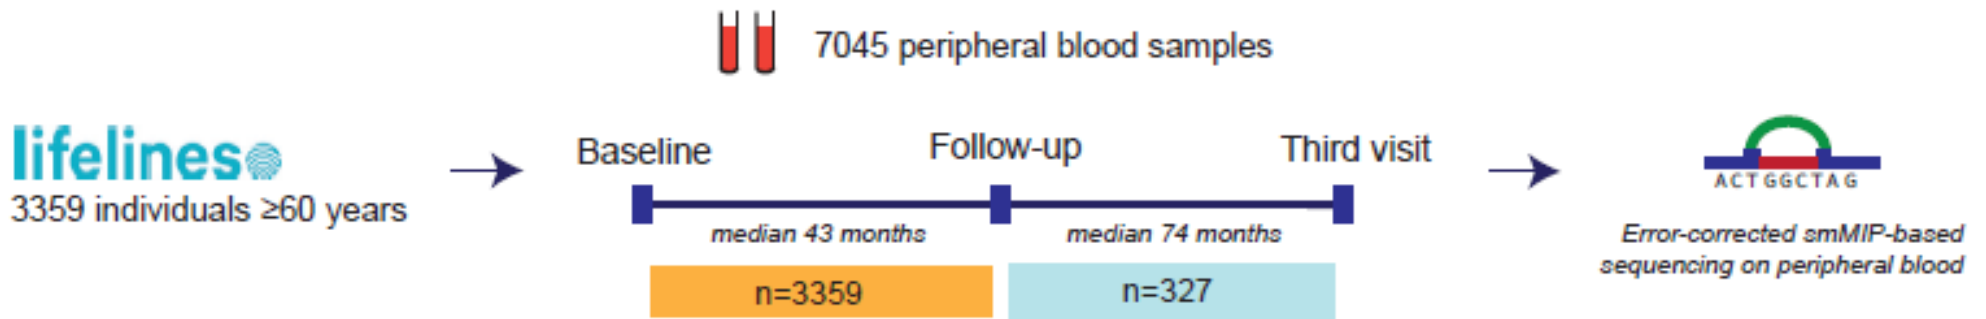 7045 peripheral blood samples
lifelines
3359 individuals ≥60 years
Baseline
Follow-up
Third visit
median 43 months
median 74 months
n=3359
n=327
ACTGGCTAG
Error-corrected smMIP-based
sequencing on peripheral blood